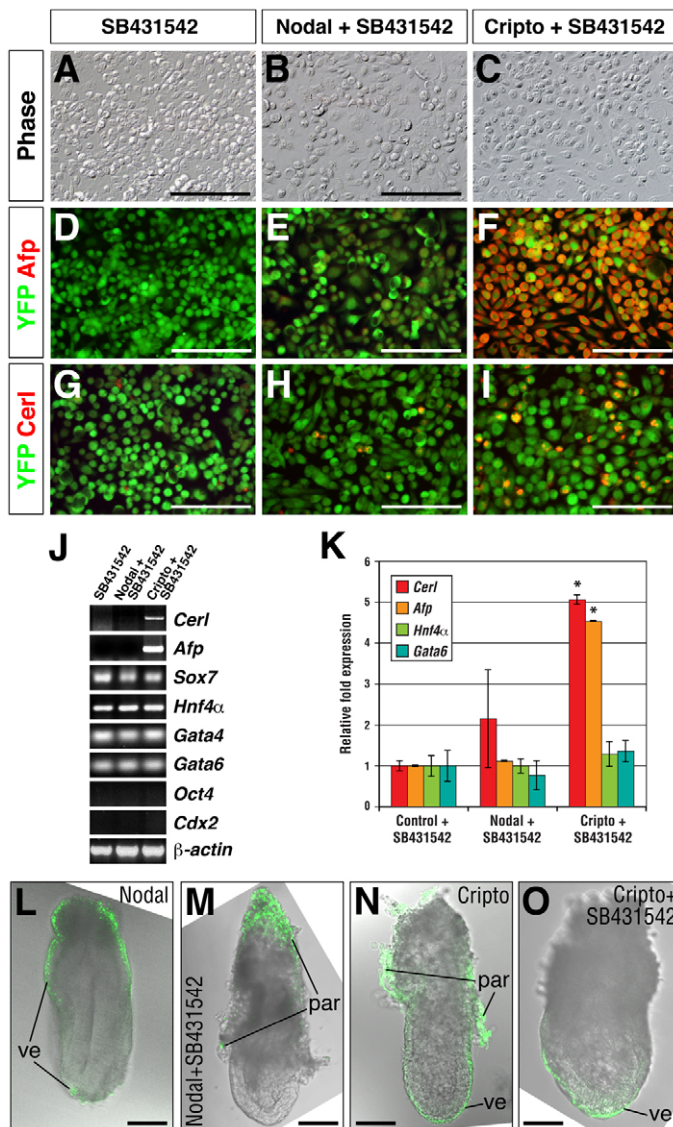 SB431542
Nodal + SB431542
Cripto + SB431542
Phase
A
B
C
YFP Afp
D
E
F
YFP Cerl
G
H
I
J
SB431542
Nodal +
SB431542
Cripto +
SB431542
Cerl
Afp
Sox7
Hnf4α
Gata4
Gata6
Oct4
Cdx2
β-actin
K
Relative fold expression
6
5
4
3
2
1
0
Cerl
Afp
Hnf4α
Gata6
*
*
Control +
SB431542
Nodal +
SB431542
Cripto +
SB431542
L
Nodal
ve
M
Nodal+SB431542
par
N
Cripto
par
ve
O
Cripto+
SB431542
ve